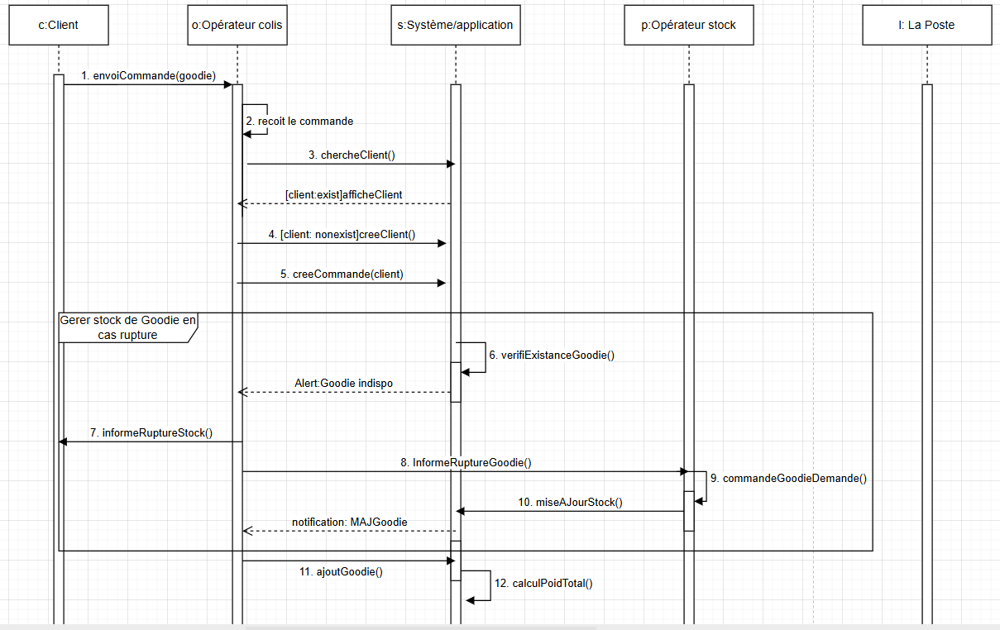 c:Client
o:Opérateur colis
s:Système/application
p:Opérateur stock
l: La Poste
1. envoiCommande(goodie)
2. recoit le commande
3. chercheClient()
[client:exist]afficheClient
4. [client: nonexist]creeClient()
5. creeCommande(client)
Gerer stock de Goodie en
cas rupture
6. verifiExistanceGoodie()
Alert:Goodie indispo
7. informeRuptureStock()
8. InformeRuptureGoodie()
9. commandeGoodieDemande()
10. miseAJourStock()
notification: MAJGoodie
11. ajoutGoodie()
12. calculPoidTotal()